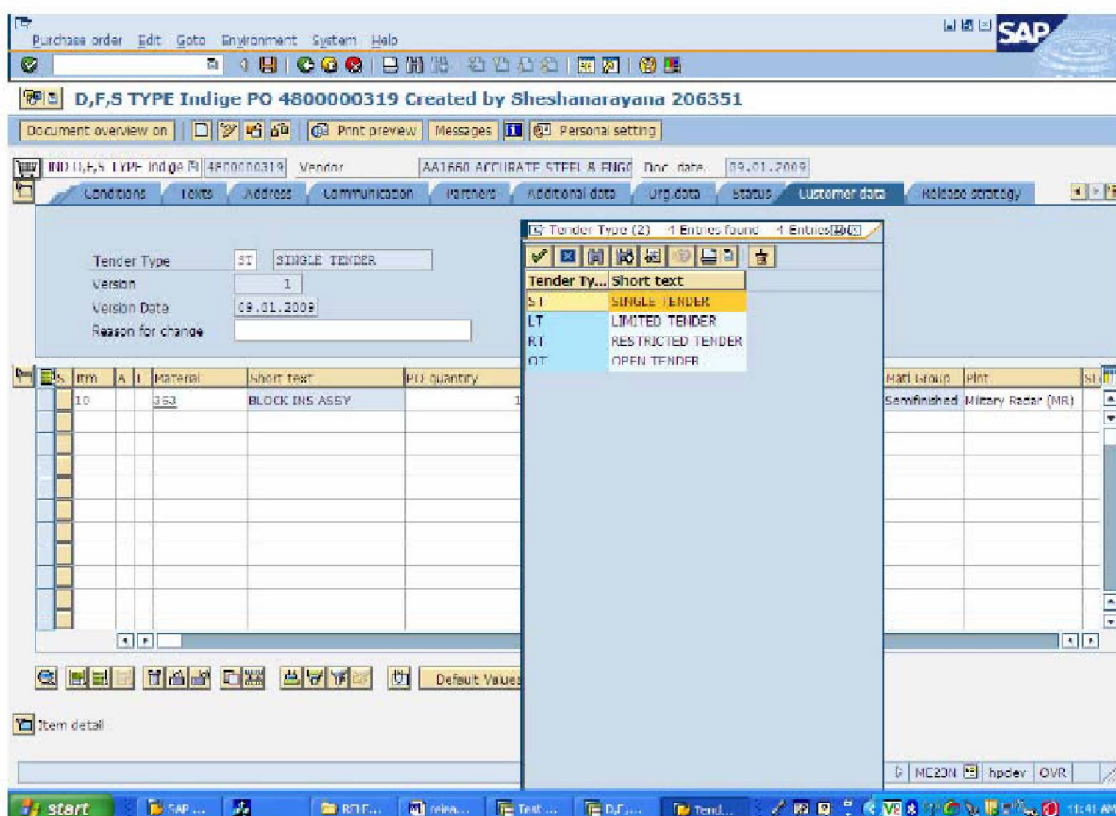 Purchase order Edit Goto Environment System Help
SAP
D,F,S TYPE Indige PO 4800000319 Created by Sheshanarayana 206351
Document overview on Print preview Messages Personal setting
IND D,F,S TYPE Indige 4800000319 Vendor AA1660 ACCURATE STEEL & ENGG Doc. date 09.01.2009
Conditions Texts Address Communication Partners Additional data Org.data Status Customer data Release strategy
Tender Type (2) 4 Entries found 4 Entries
Tender Type ST SINGLE TENDER
Version 1
Version Date 09.01.2009
Reason for change
Tender Ty... Short text
ST SINGLE TENDER
LT LIMITED TENDER
RT RESTRICTED TENDER
OT OPEN TENDER
S. Itm A I Material Short text PO quantity Matl Group Plnt
10 353 BLOCK INS ASSY 1 Semifinished Military Radar (MR)
Default Values
Item detail
ME23N hpdev OVR
start SAP ... RELE... relea... Test ... D,F,... Tend... 11:41 AM